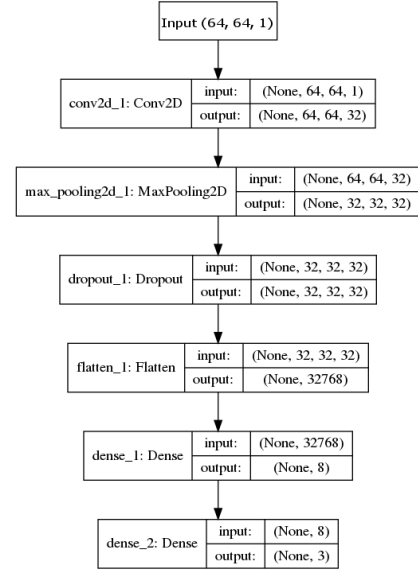 Input (64, 64, 1)
conv2d_1: Conv2D
input: (None, 64, 64, 1)
output: (None, 64, 64, 32)
max_pooling2d_1: MaxPooling2D
input: (None, 64, 64, 32)
output: (None, 32, 32, 32)
dropout_1: Dropout
input: (None, 32, 32, 32)
output: (None, 32, 32, 32)
flatten_1: Flatten
input: (None, 32, 32, 32)
output: (None, 32768)
dense_1: Dense
input: (None, 32768)
output: (None, 8)
dense_2: Dense
input: (None, 8)
output: (None, 3)